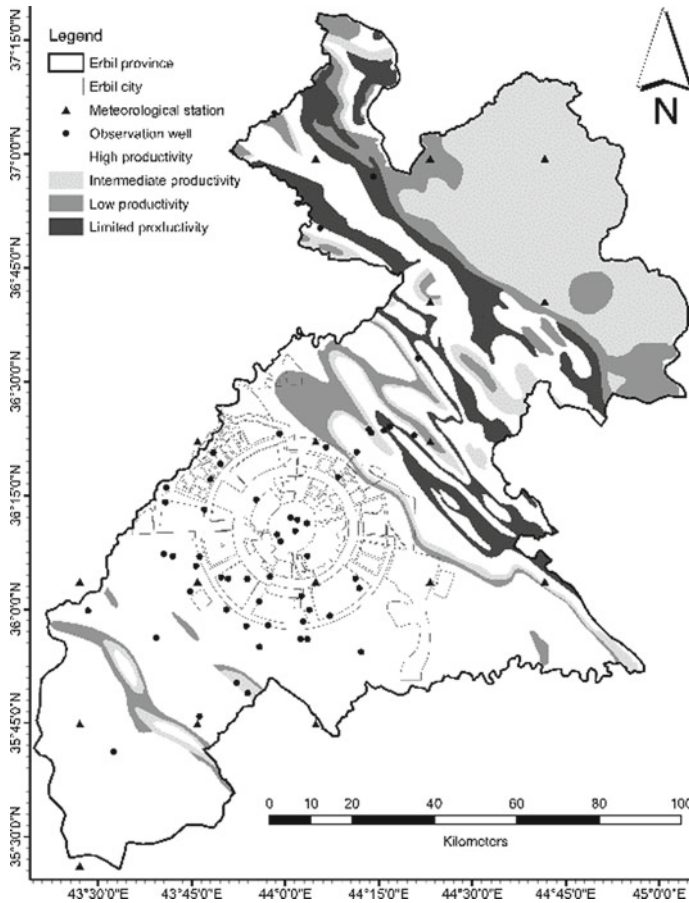 Legend
Erbil province
Erbil city
Meteorological station
Observation well
High productivity
Intermediate productivity
Low productivity
Limited productivity
N
37°15'0"N
37°0'0"N
36°45'0"N
36°30'0"N
36°15'0"N
36°0'0"N
35°45'0"N
35°30'0"N
0 10 20 40 60 80 100
Kilometers
43°30'0"E 43°45'0"E 44°0'0"E 44°15'0"E 44°30'0"E 44°45'0"E 45°0'0"E